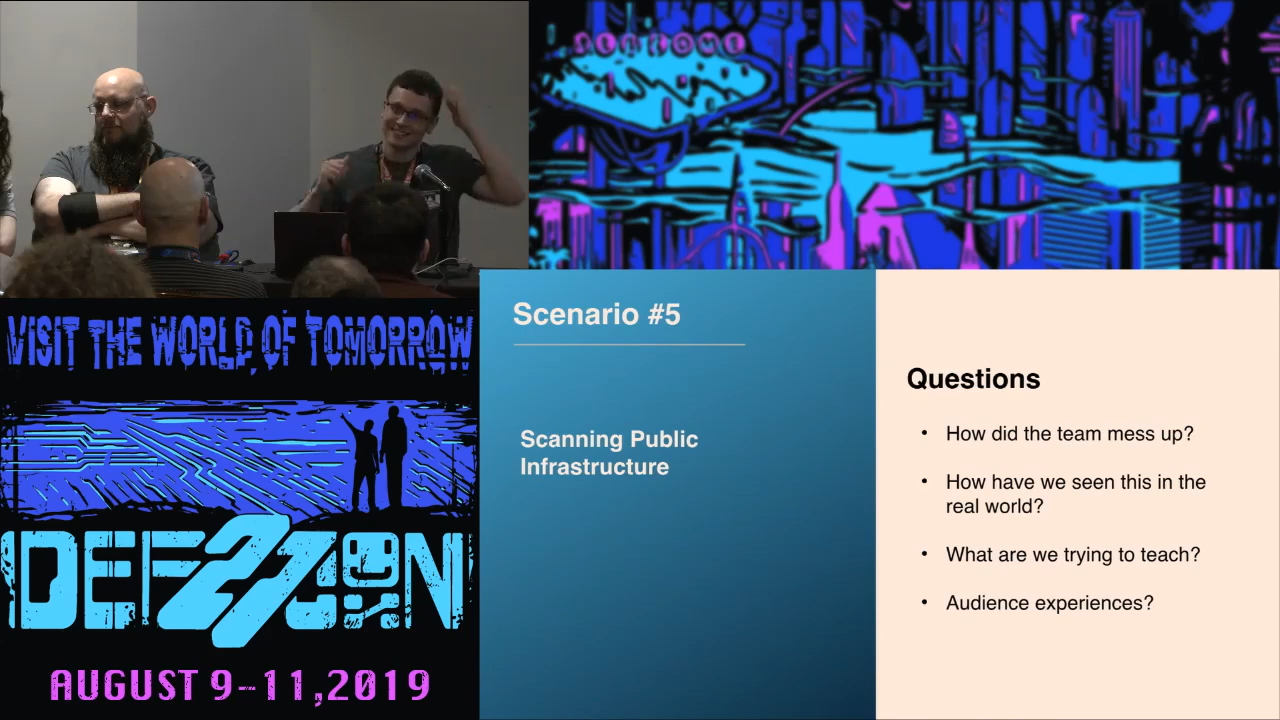 WELCOME
VISIT THE WORLD OF TOMORROW
DEF27CON
AUGUST 9-11,2019
Scenario #5
Scanning Public
Infrastructure
Questions
• How did the team mess up?
• How have we seen this in the
real world?
• What are we trying to teach?
• Audience experiences?